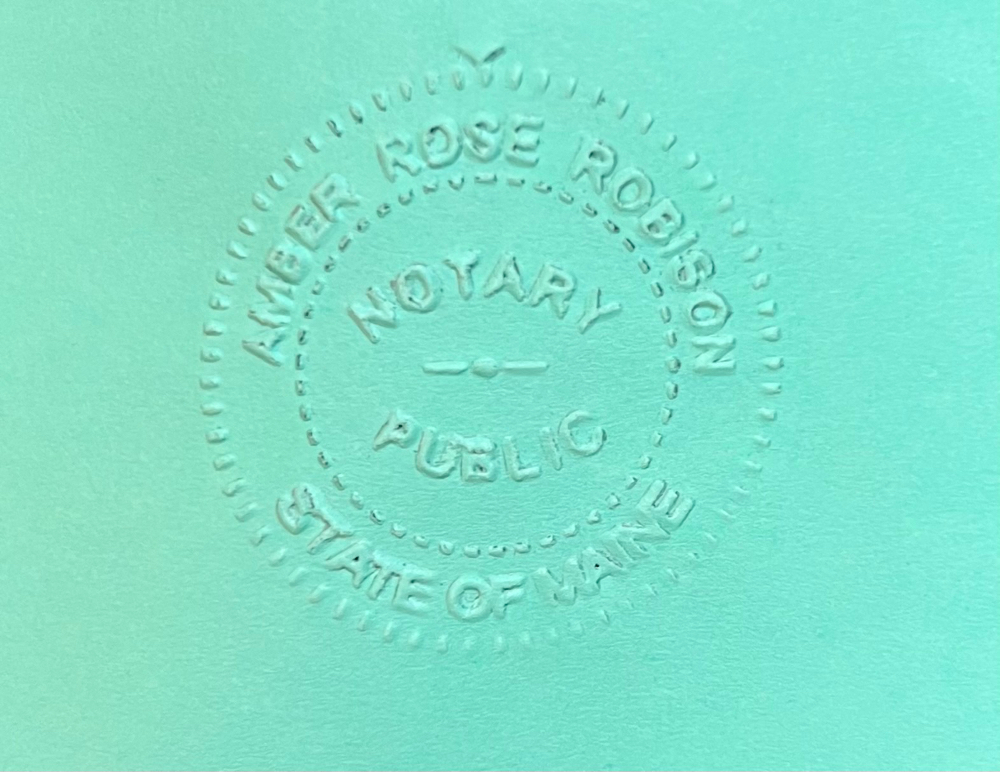 AMBER ROSE ROBISON
NOTARY
PUBLIC
STATE OF MAINE